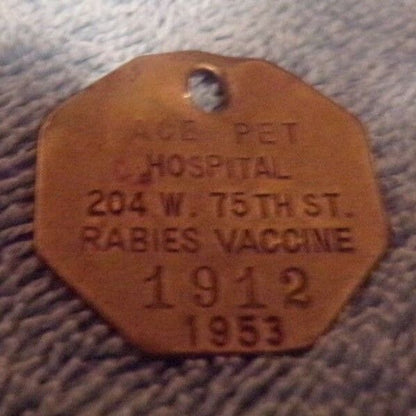 ACE PET
HOSPITAL
204 W. 75TH ST.
RABIES VACCINE
1912
1953